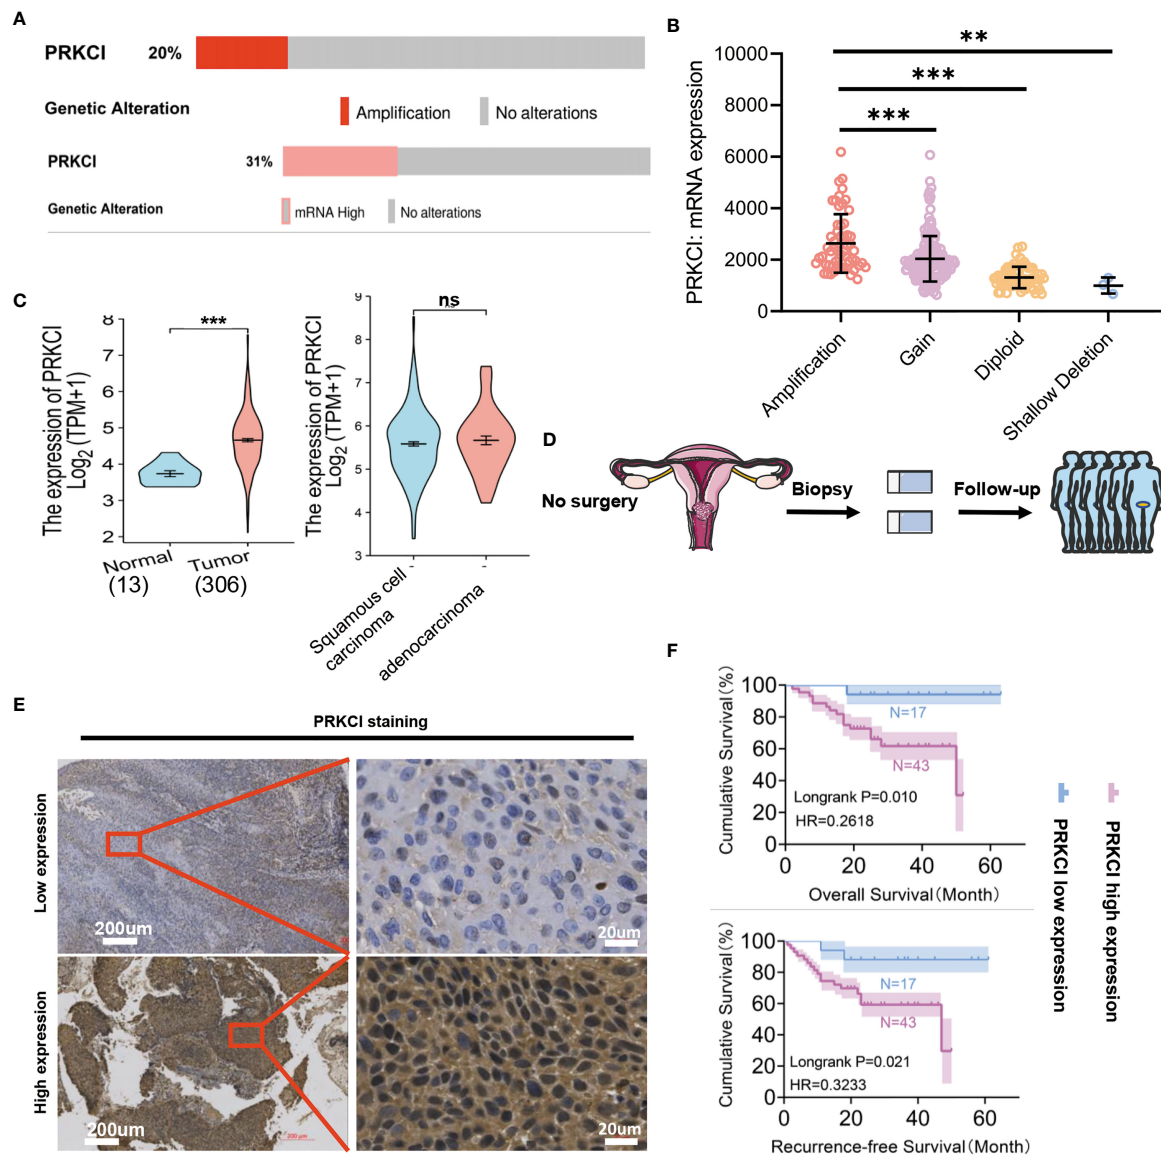 A
PRKCI 20%
Genetic Alteration Amplification No alterations
PRKCI 31%
Genetic Alteration mRNA High No alterations
B
PRKCI: mRNA expression
10000
8000
6000
4000
2000
0
**
***
***
Amplification
Gain
Diploid
Shallow Deletion
C
The expression of PRKCI
Log2 (TPM+1)
8
7
6
5
4
3
2
***
Normal
(13)
Tumor
(306)
The expression of PRKCI
Log2 (TPM+1)
9
8
7
6
5
4
3
ns
Squamous cell
carcinoma
adenocarcinoma
D
No surgery
Biopsy
Follow-up
E
PRKCI staining
Low expression
200um
20um
High expression
200um
200 μm
20um
F
Cumulative Survival(%)
100
80
60
40
20
0
N=17
N=43
Longrank P=0.010
HR=0.2618
0 20 40 60
Overall Survival(Month)
Cumulative Survival(%)
100
80
60
40
20
0
N=17
N=43
Longrank P=0.021
HR=0.3233
0 20 40 60
Recurrence-free Survival(Month)
PRKCI low expression
PRKCI high expression